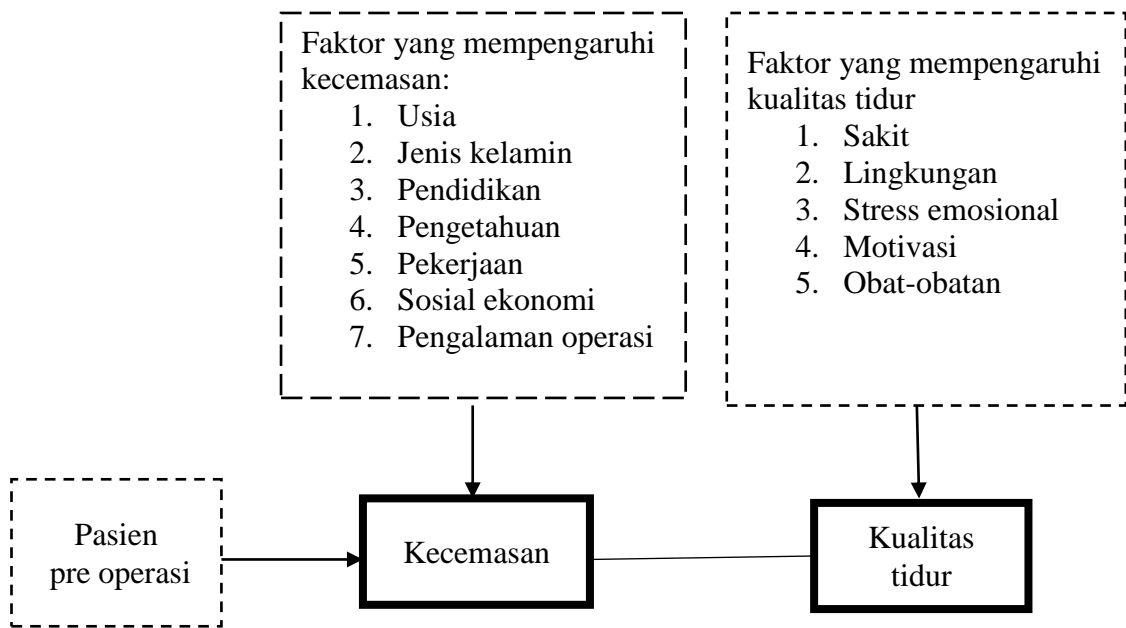 Faktor yang mempengaruhi
kecemasan:
1. Usia
2. Jenis kelamin
3. Pendidikan
4. Pengetahuan
5. Pekerjaan
6. Sosial ekonomi
7. Pengalaman operasi
Faktor yang mempengaruhi
kualitas tidur
1. Sakit
2. Lingkungan
3. Stress emosional
4. Motivasi
5. Obat-obatan
Pasien
pre operasi
Kecemasan
Kualitas
tidur